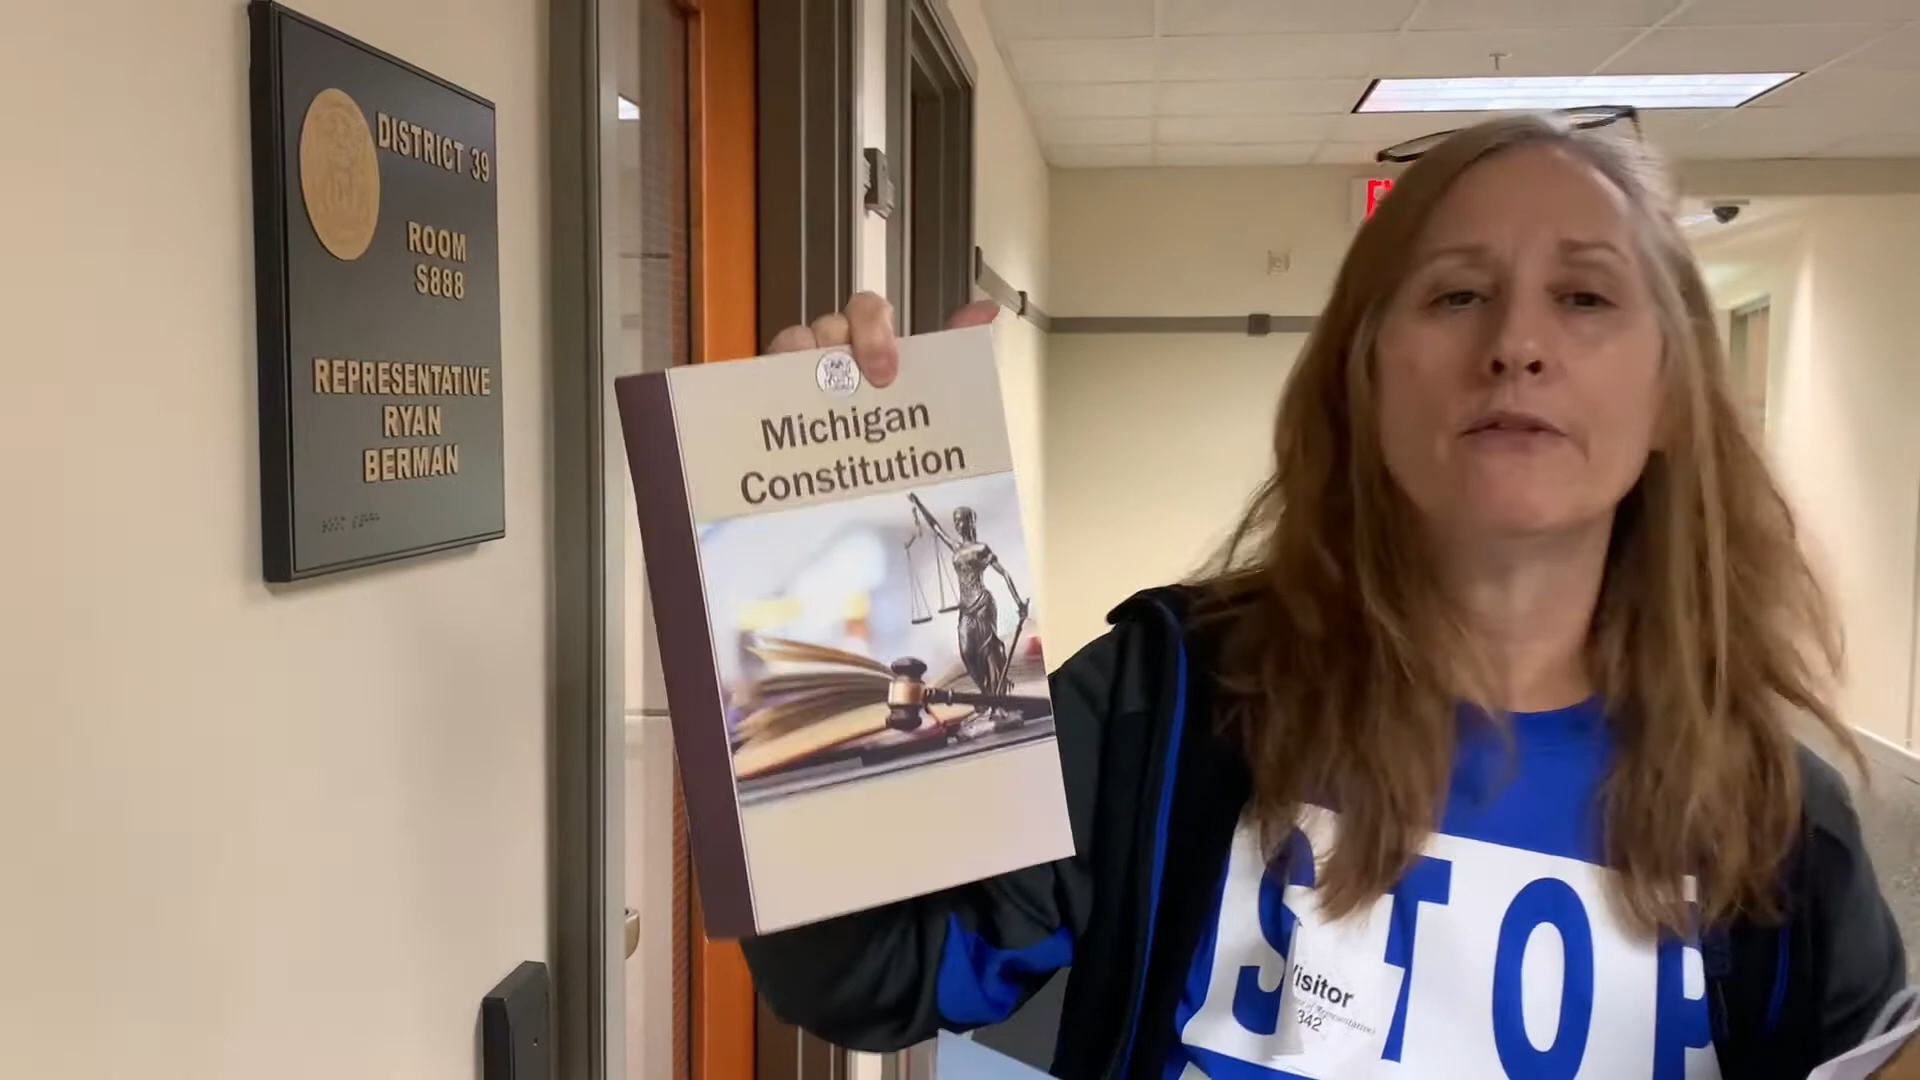 DISTRICT 39
ROOM
S888
REPRESENTATIVE
RYAN
BERMAN
Michigan
Constitution
STOP
Visitor
342